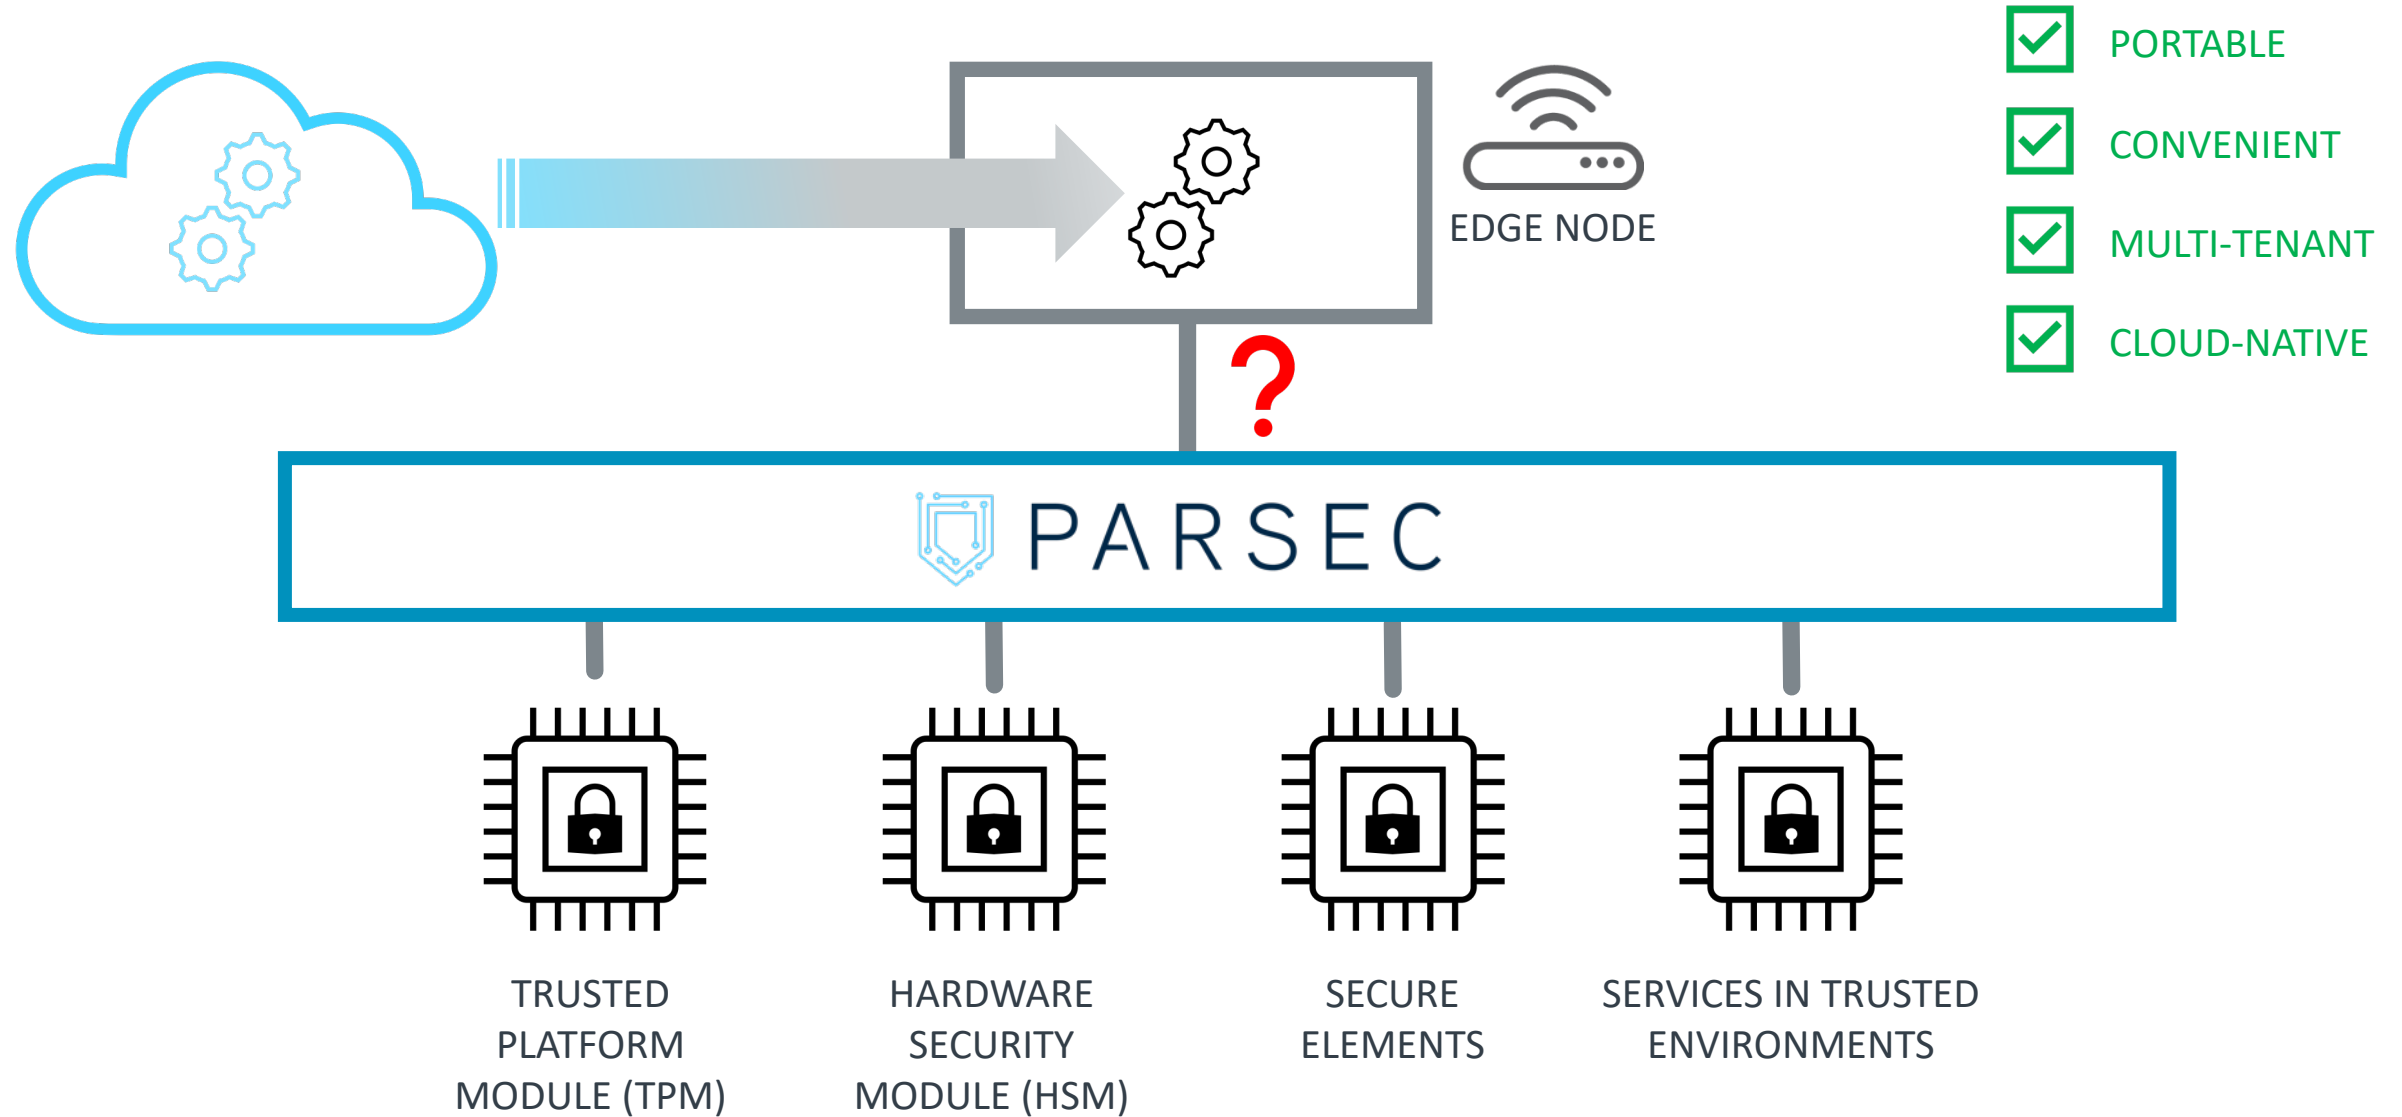 PORTABLE
CONVENIENT
MULTI-TENANT
CLOUD-NATIVE
EDGE NODE
?
PARSEC
TRUSTED
PLATFORM
MODULE (TPM)
HARDWARE
SECURITY
MODULE (HSM)
SECURE
ELEMENTS
SERVICES IN TRUSTED
ENVIRONMENTS